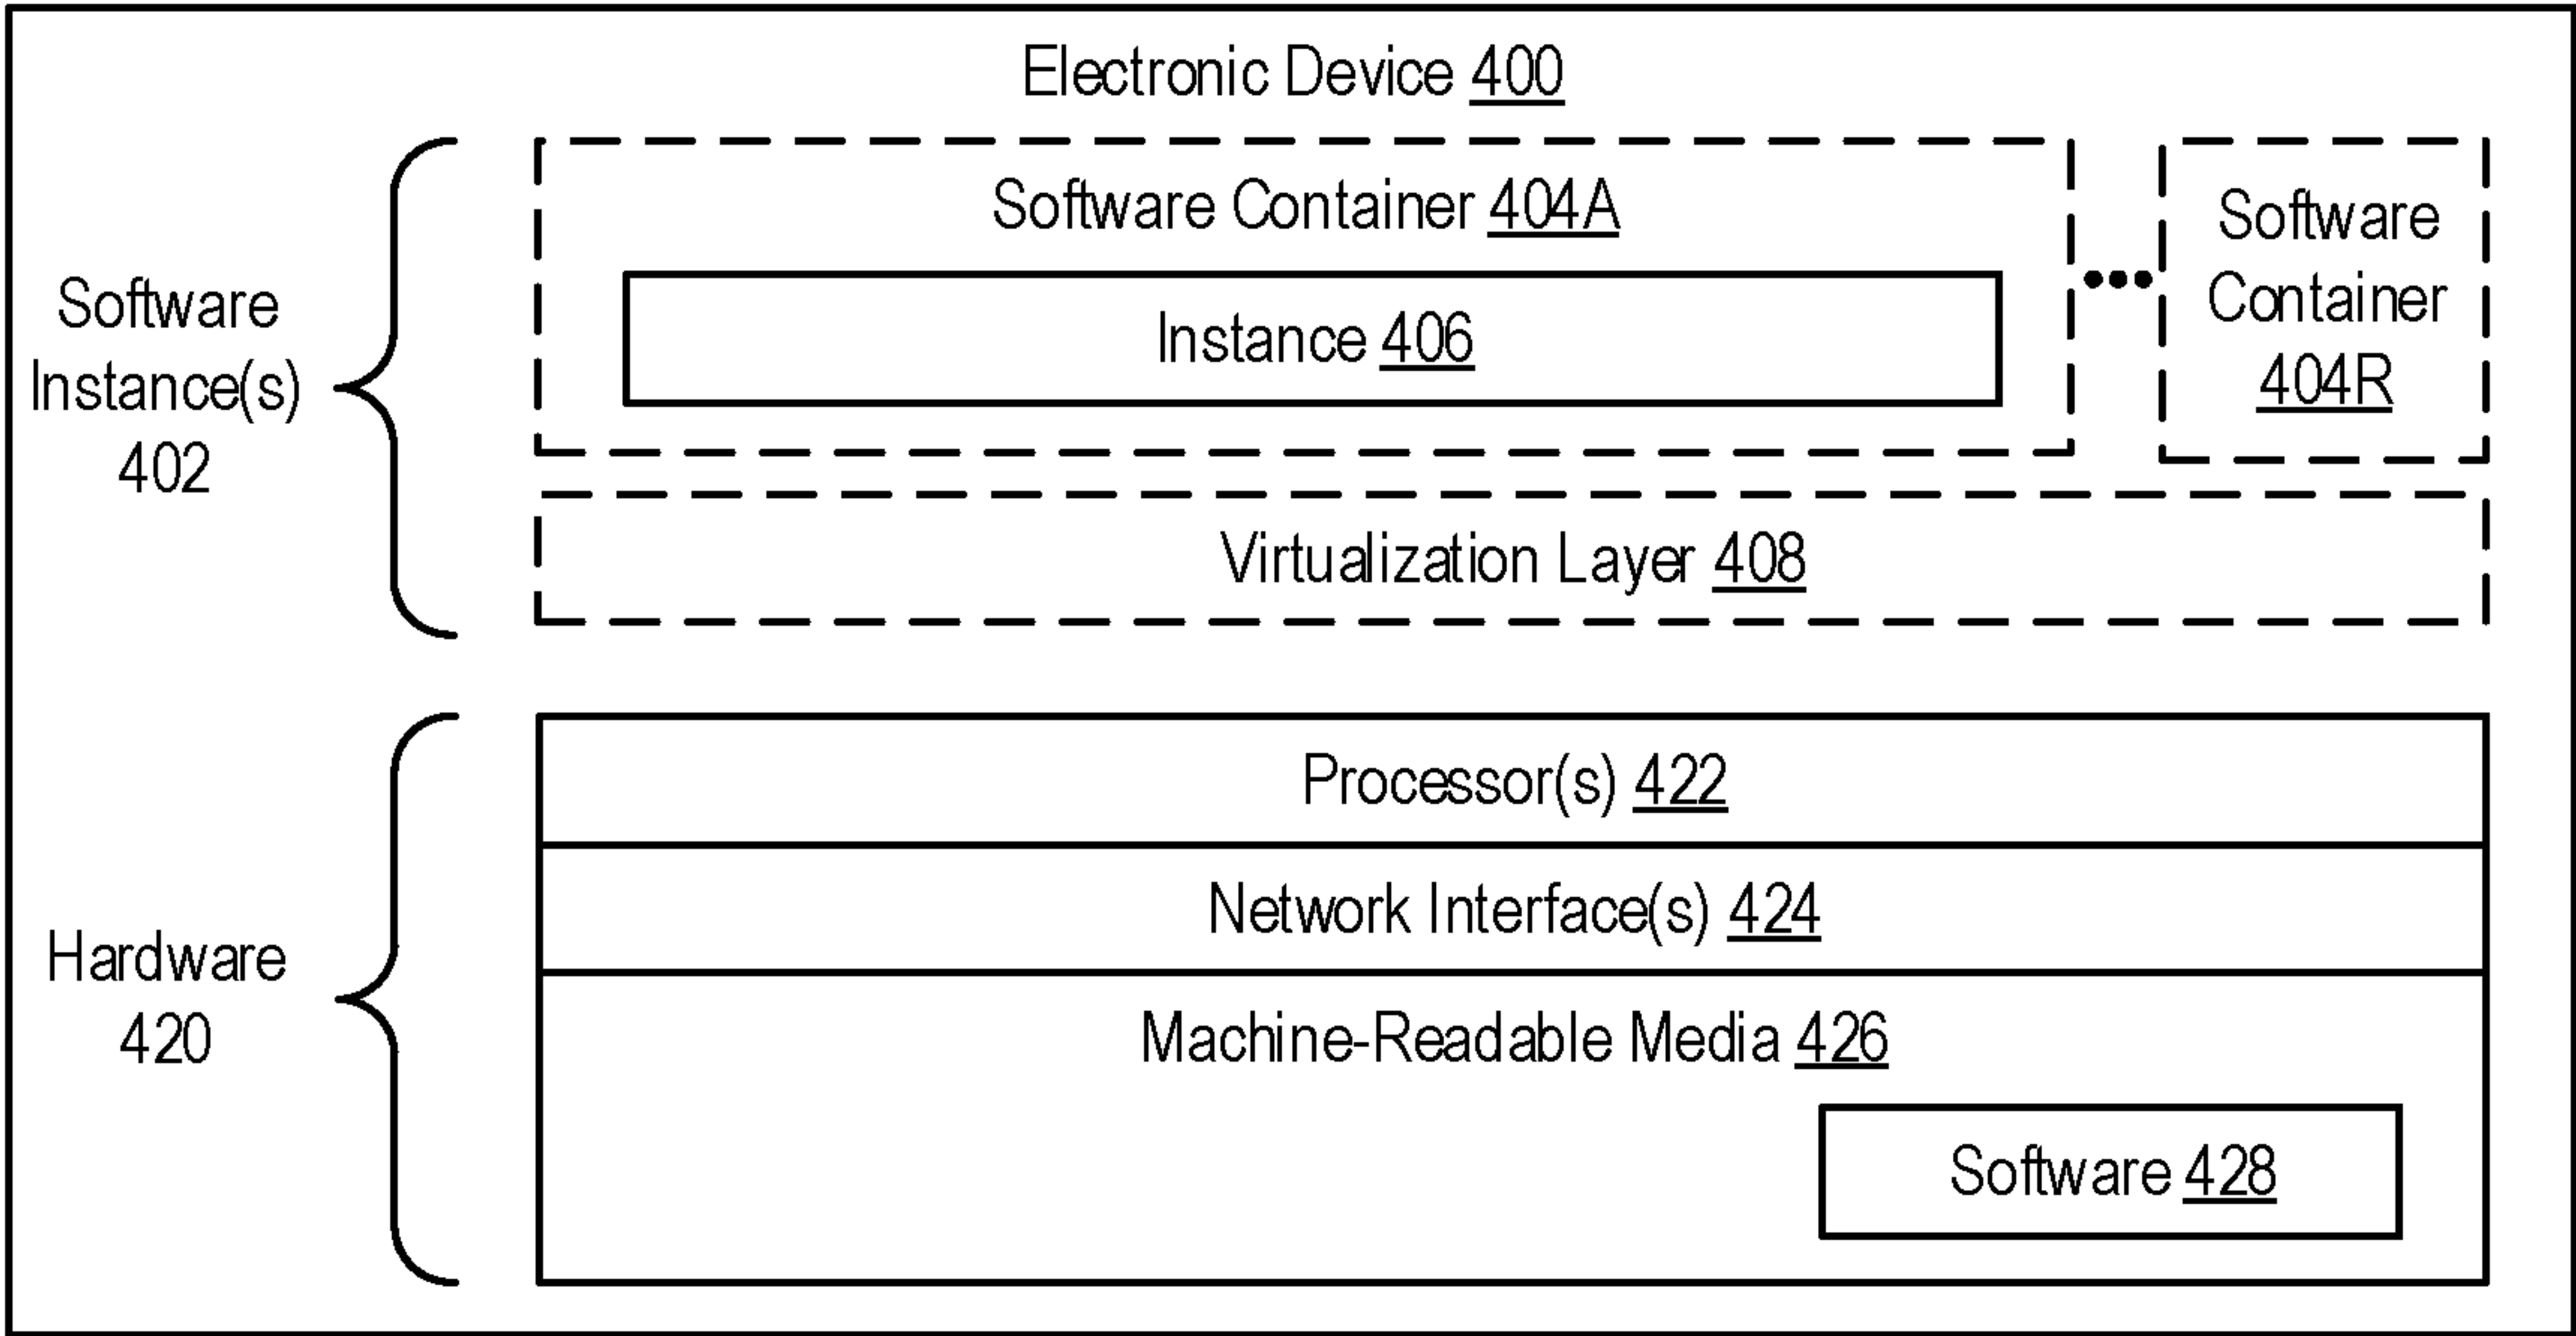 Electronic Device 400
Software
Instance(s)
402
Software Container 404A
Instance 406
Software
Container
404R
Virtualization Layer 408
Hardware
420
Processor(s) 422
Network Interface(s) 424
Machine-Readable Media 426
Software 428